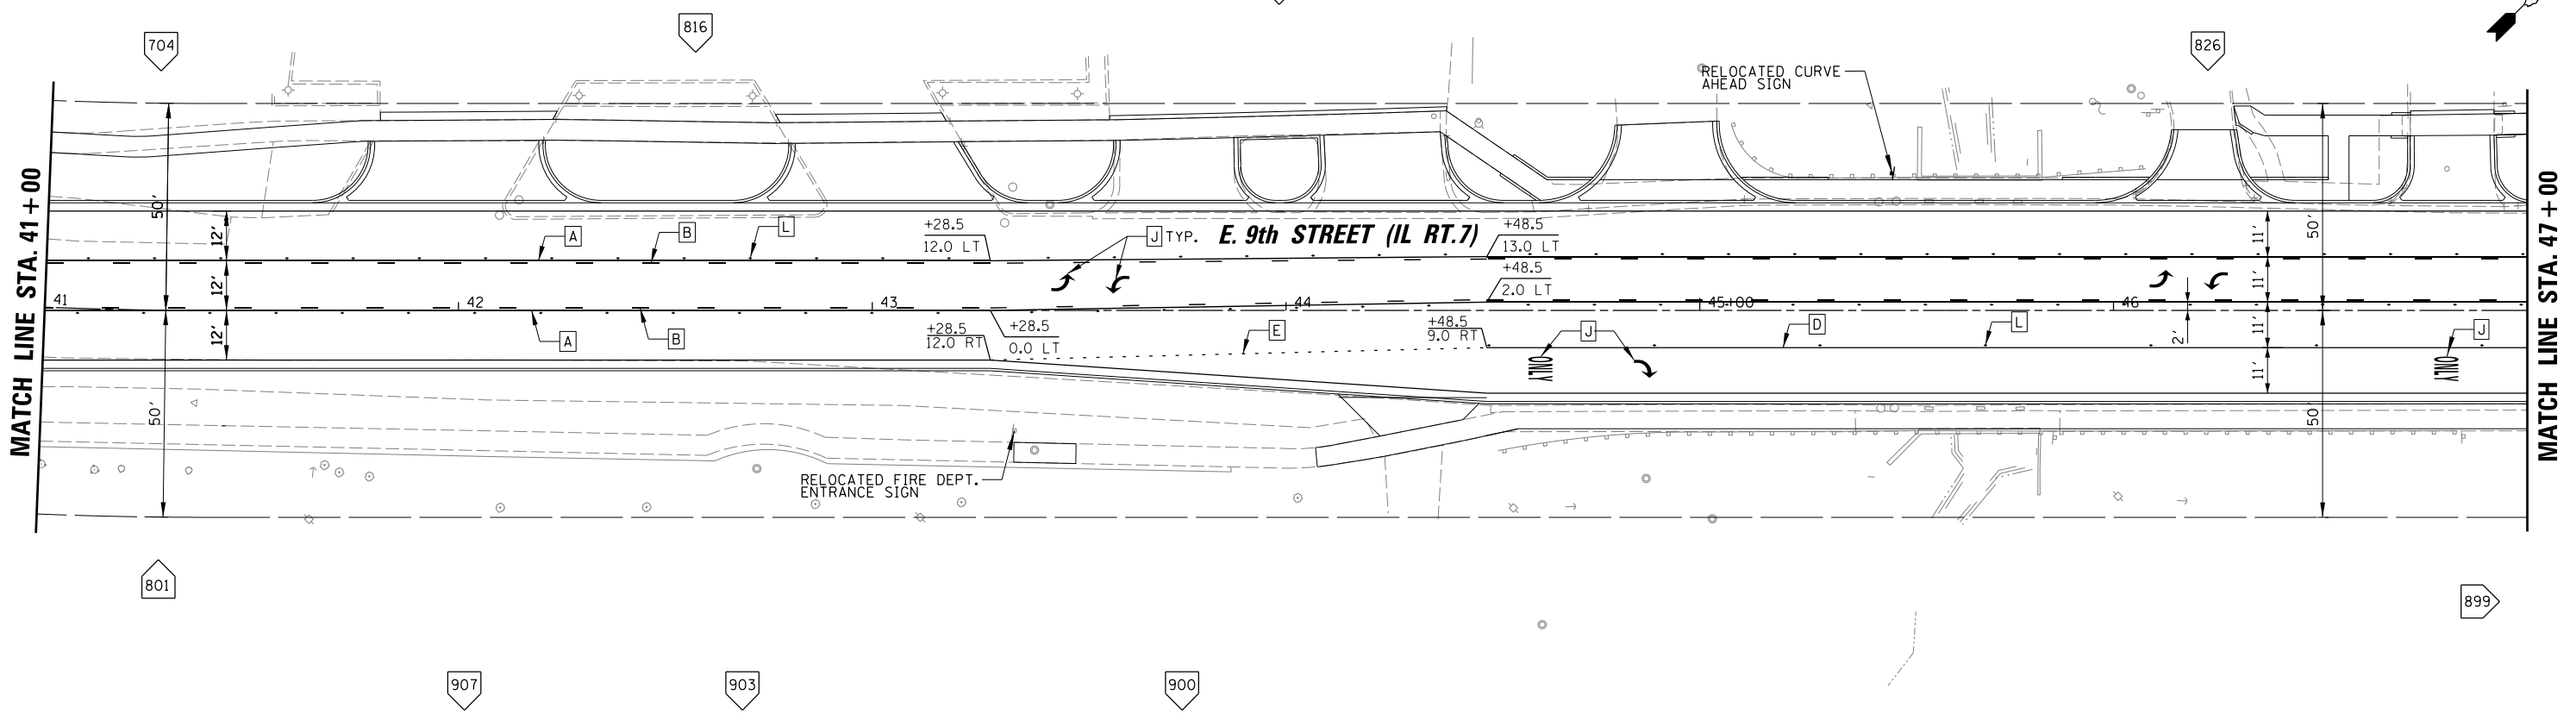 704
816
826
RELOCATED CURVE
AHEAD SIGN
MATCH LINE STA. 41+00
50'
12'
A
B
L
+28.5
12.0 LT
J TYP.
E. 9th STREET (IL RT.7)
+48.5
13.0 LT
11'
50'
MATCH LINE STA. 47+00
12'
+48.5
2.0 LT
11'
41
42
43
44
45+00
46
12'
A
B
+28.5
12.0 RT
+28.5
0.0 LT
E
+48.5
9.0 RT
J
D
L
2'
11'
J
ONLY
ONLY
11'
50'
50'
RELOCATED FIRE DEPT.
ENTRANCE SIGN
801
899
907
903
900